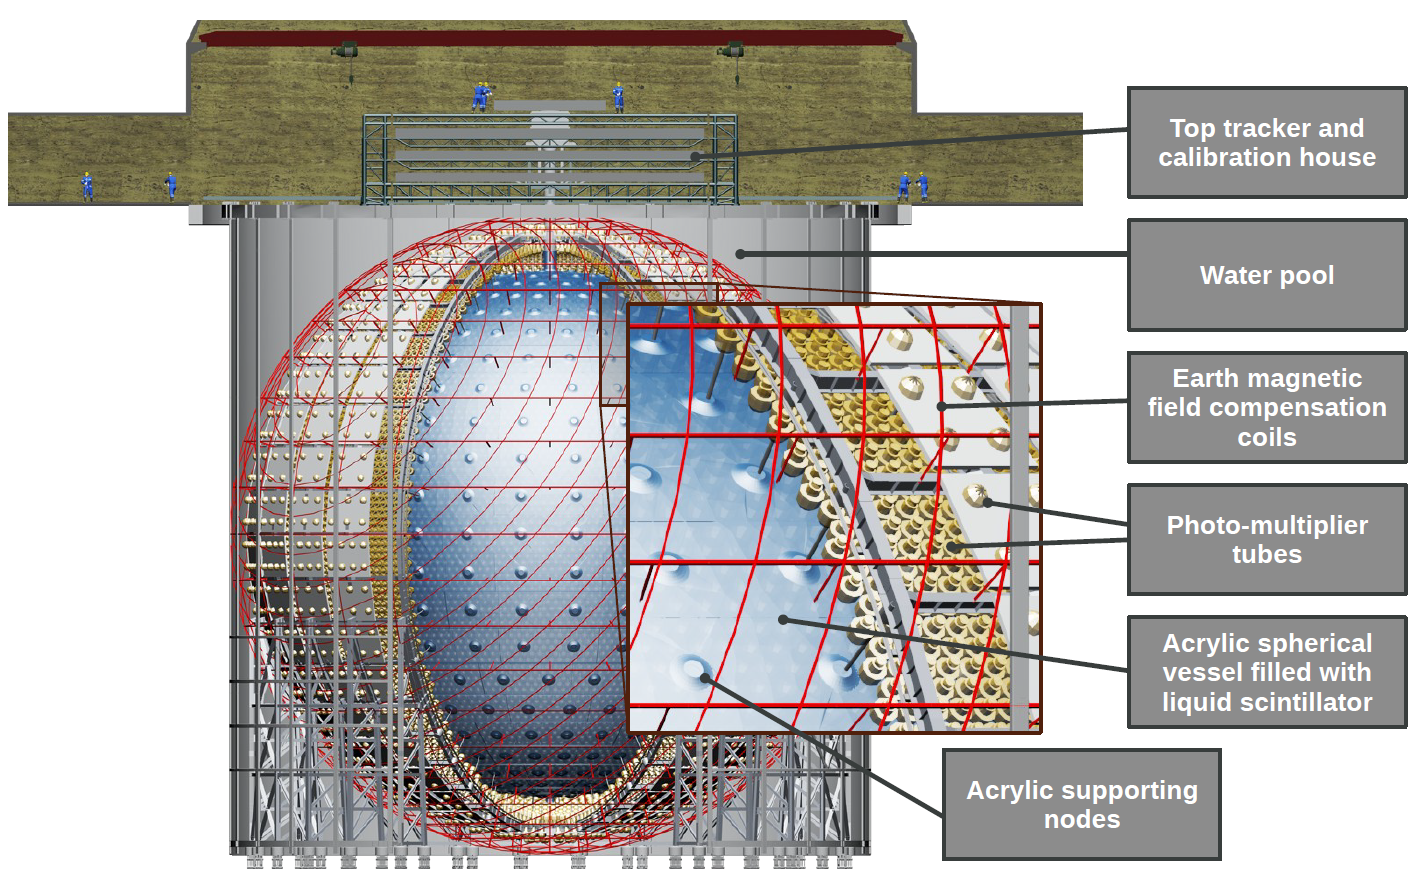 Top tracker and
calibration house
Water pool
Earth magnetic
field compensation
coils
Photo-multiplier
tubes
Acrylic spherical
vessel filled with
liquid scintillator
Acrylic supporting
nodes